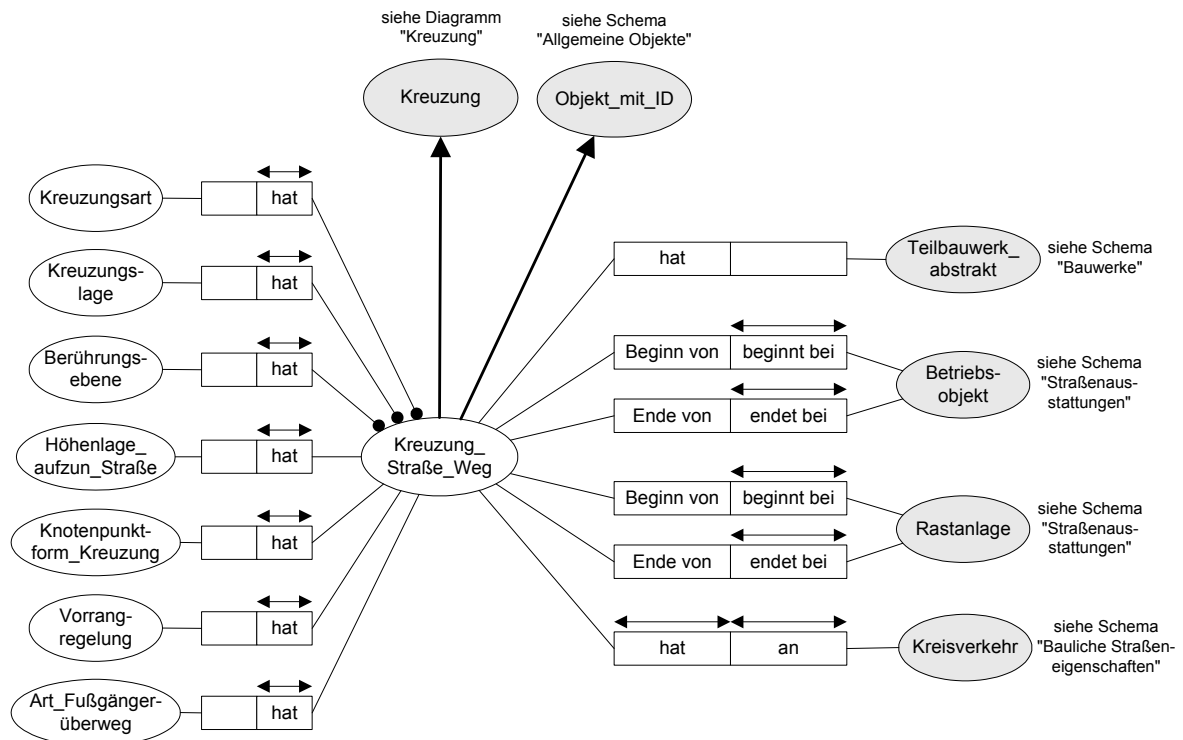 siehe Diagramm
"Kreuzung"
siehe Schema
"Allgemeine Objekte"
Kreuzung
Objekt_mit_ID
Kreuzungsart
hat
Kreuzungs-
lage
hat
Berührungs-
ebene
hat
Höhenlage_
aufzun_Straße
hat
Knotenpunkt-
form_Kreuzung
hat
Vorrang-
regelung
hat
Art_Fußgänger-
überweg
hat
Kreuzung_
Straße_Weg
hat
Teilbauwerk_
abstrakt
siehe Schema
"Bauwerke"
Beginn von
beginnt bei
Ende von
endet bei
Betriebs-
objekt
siehe Schema
"Straßenaus-
stattungen"
Beginn von
beginnt bei
Ende von
endet bei
Rastanlage
siehe Schema
"Straßenaus-
stattungen"
hat
an
Kreisverkehr
siehe Schema
"Bauliche Straßen-
eigenschaften"